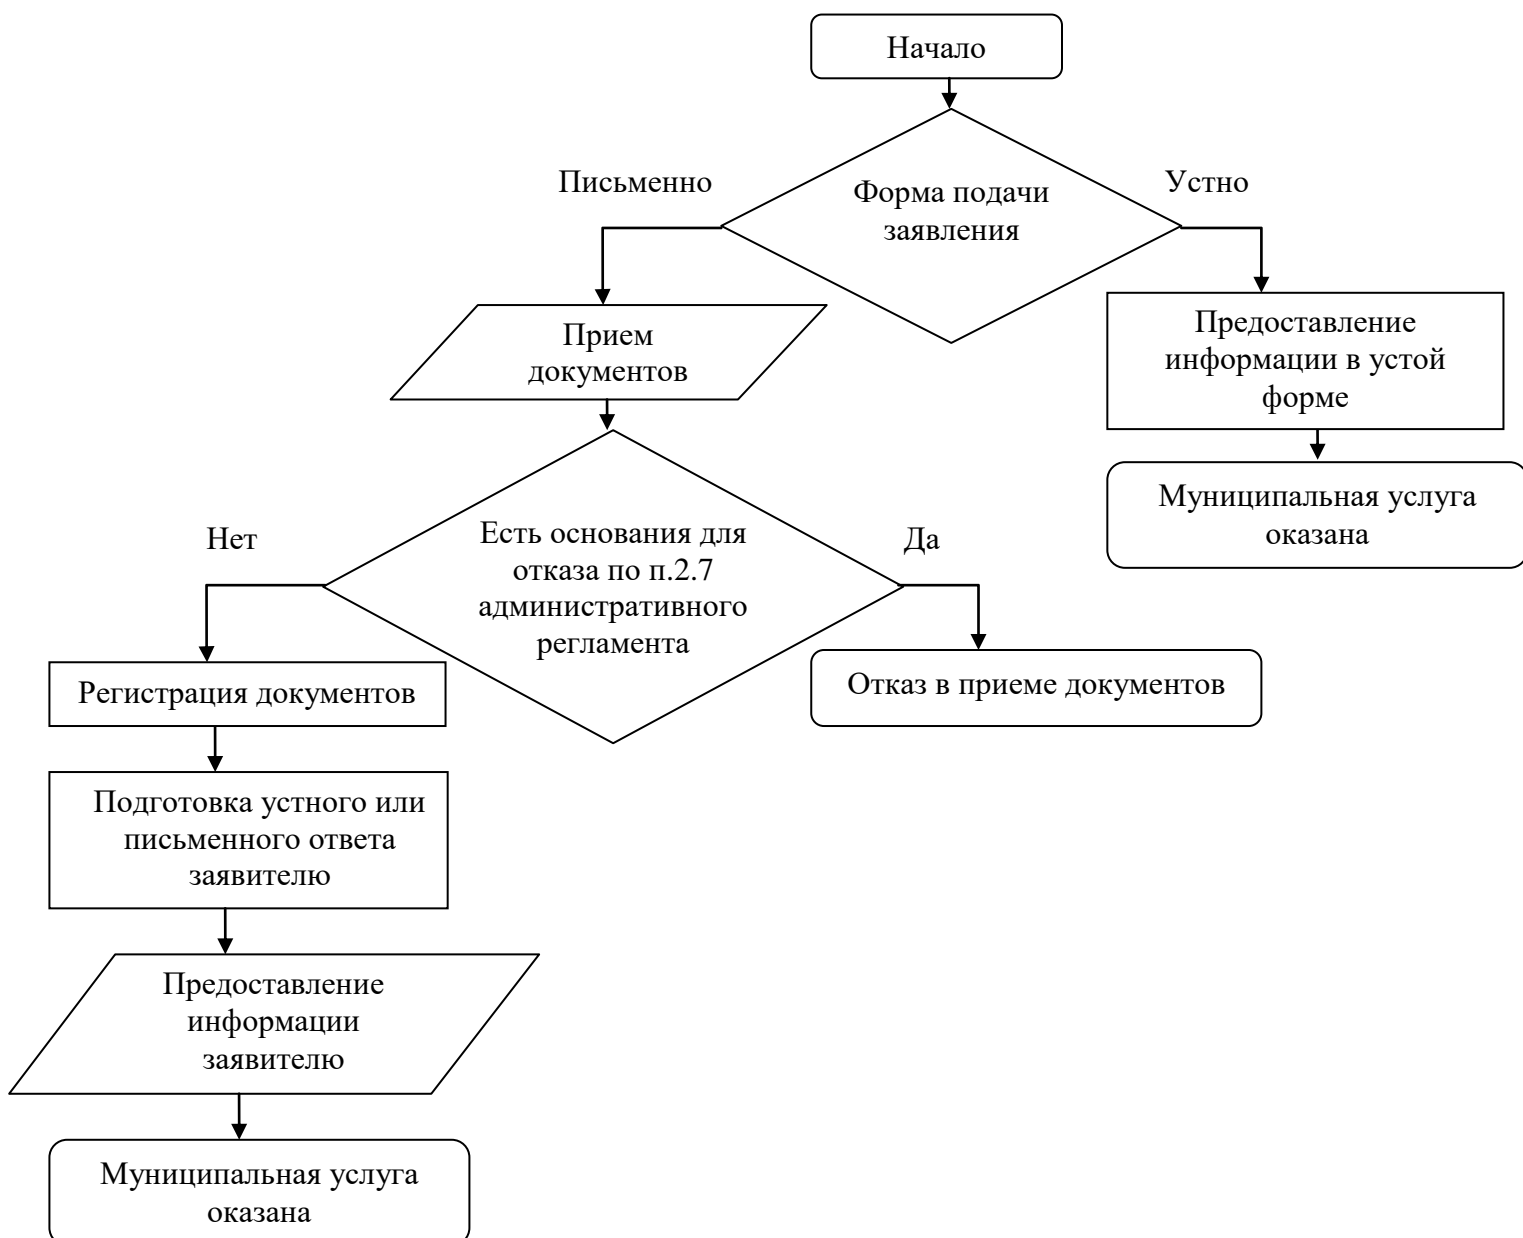 Начало
Письменно
Форма подачи
заявления
Устно
Прием
документов
Предоставление
информации в устой
форме
Муниципальная услуга
оказана
Нет
Есть основания для
отказа по п.2.7
административного
регламента
Да
Регистрация документов
Отказ в приеме документов
Подготовка устного или
письменного ответа
заявителю
Предоставление
информации
заявителю
Муниципальная услуга
оказана